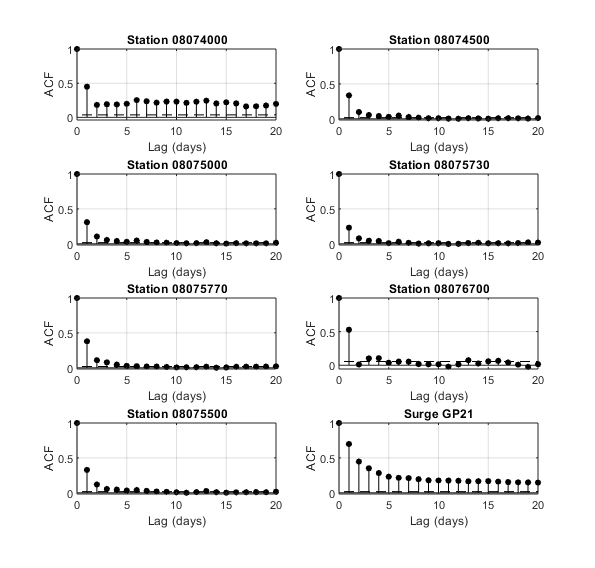 Station 08074000
1
0.5
0
ACF
0 5 10 15 20
Lag (days)
Station 08074500
1
0.5
0
ACF
0 5 10 15 20
Lag (days)
Station 08075000
1
0.5
0
ACF
0 5 10 15 20
Lag (days)
Station 08075730
1
0.5
0
ACF
0 5 10 15 20
Lag (days)
Station 08075770
1
0.5
0
ACF
0 5 10 15 20
Lag (days)
Station 08076700
1
0.5
0
ACF
0 5 10 15 20
Lag (days)
Station 08075500
1
0.5
0
ACF
0 5 10 15 20
Lag (days)
Surge GP21
1
0.5
0
ACF
0 5 10 15 20
Lag (days)